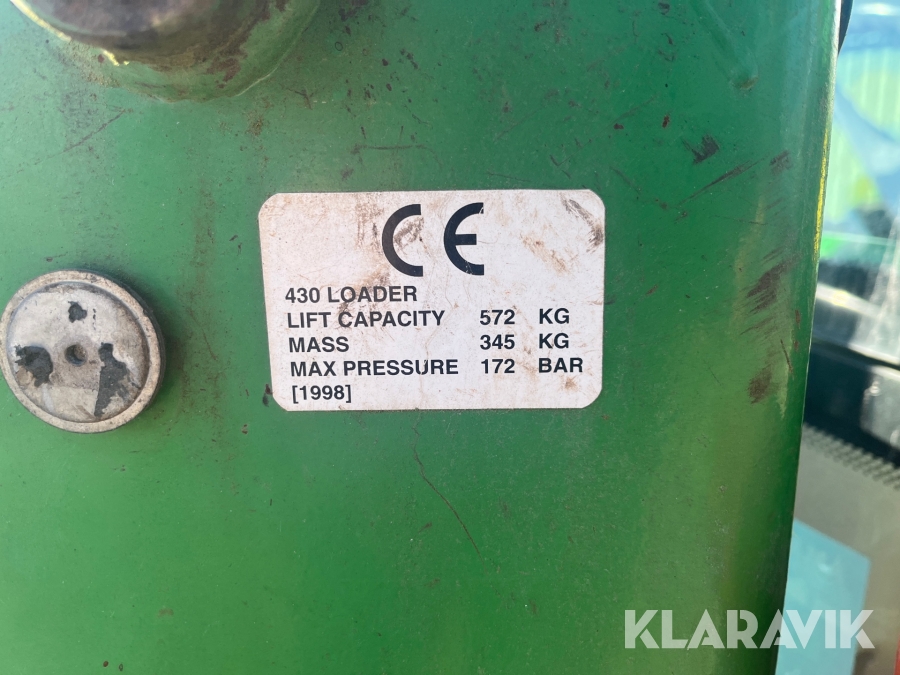 CE
430 LOADER
LIFT CAPACITY 572 KG
MASS 345 KG
MAX PRESSURE 172 BAR
[1998]
KLARAVIK